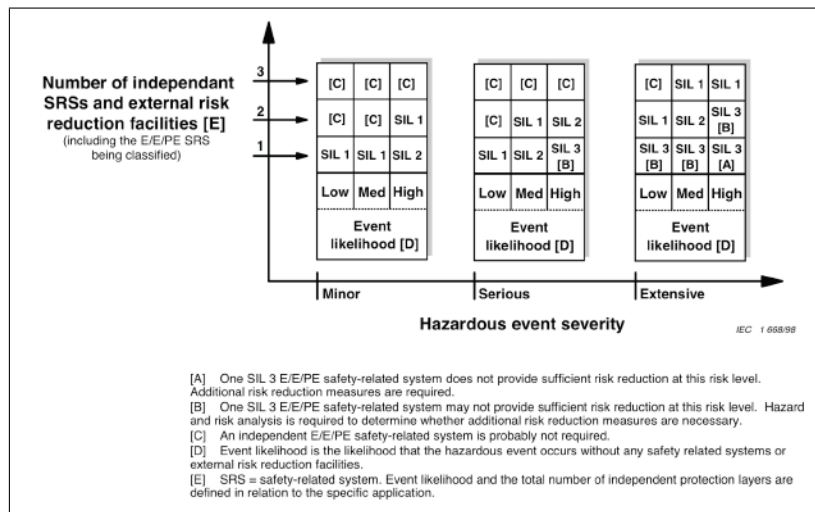 Number of independant
SRSs and external risk
reduction facilities [E]
(including the E/E/PE SRS
being classified)
3
2
1
[C] [C] [C]
[C] [C] SIL 1
SIL 1 SIL 1 SIL 2
Low Med High
Event
likelihood [D]
[C] [C] [C]
[C] SIL 1 SIL 2
SIL 1 SIL 2 SIL 3 [B]
Low Med High
Event
likelihood [D]
[C] SIL 1 SIL 1
SIL 1 SIL 2 SIL 3 [B]
SIL 3 [B] SIL 3 [B] SIL 3 [A]
Low Med High
Event
likelihood [D]
Minor Serious Extensive
Hazardous event severity
IEC 1 668/98
[A] One SIL 3 E/E/PE safety-related system does not provide sufficient risk reduction at this risk level.
Additional risk reduction measures are required.
[B] One SIL 3 E/E/PE safety-related system may not provide sufficient risk reduction at this risk level. Hazard
and risk analysis is required to determine whether additional risk reduction measures are necessary.
[C] An independent E/E/PE safety-related system is probably not required.
[D] Event likelihood is the likelihood that the hazardous event occurs without any safety related systems or
external risk reduction facilities.
[E] SRS = safety-related system. Event likelihood and the total number of independent protection layers are
defined in relation to the specific application.